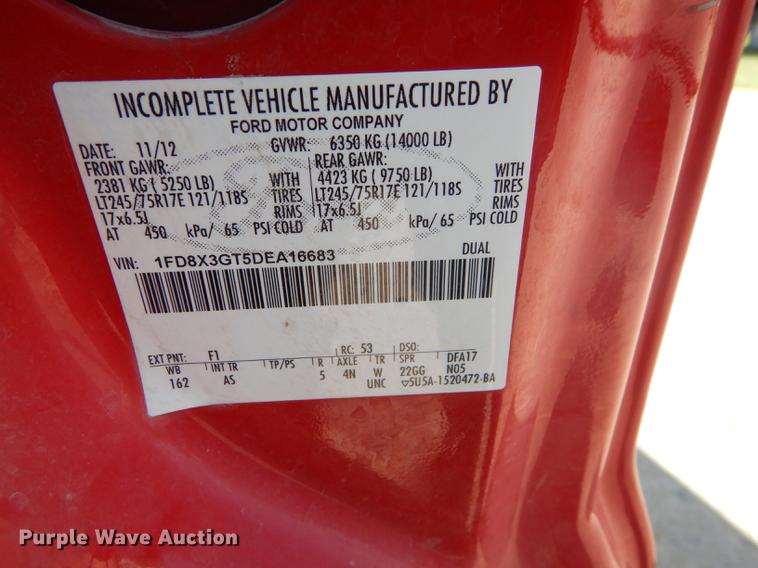 INCOMPLETE VEHICLE MANUFACTURED BY
FORD MOTOR COMPANY
DATE: 11/12 GVWR: 6350 KG (14000 LB)
FRONT GAWR: REAR GAWR:
2381 KG ( 5250 LB) WITH 4423 KG ( 9750 LB) WITH
LT245/75R17E 121/118S TIRES LT245/75R17E 121/118S TIRES
17x6.5J RIMS 17x6.5J RIMS
AT 450 kPa/ 65 PSI COLD AT 450 kPa/ 65 PSI COLD
VIN: 1FD8X3GT5DEA16683 DUAL
EXT PNT: F1 RC: 53 DSO:
WB INT TR TP/PS R AXLE TR SPR DFA17
162 AS 5 4N W 22GG N05
UNC ▽5U5A-1520472-BA
Purple Wave Auction